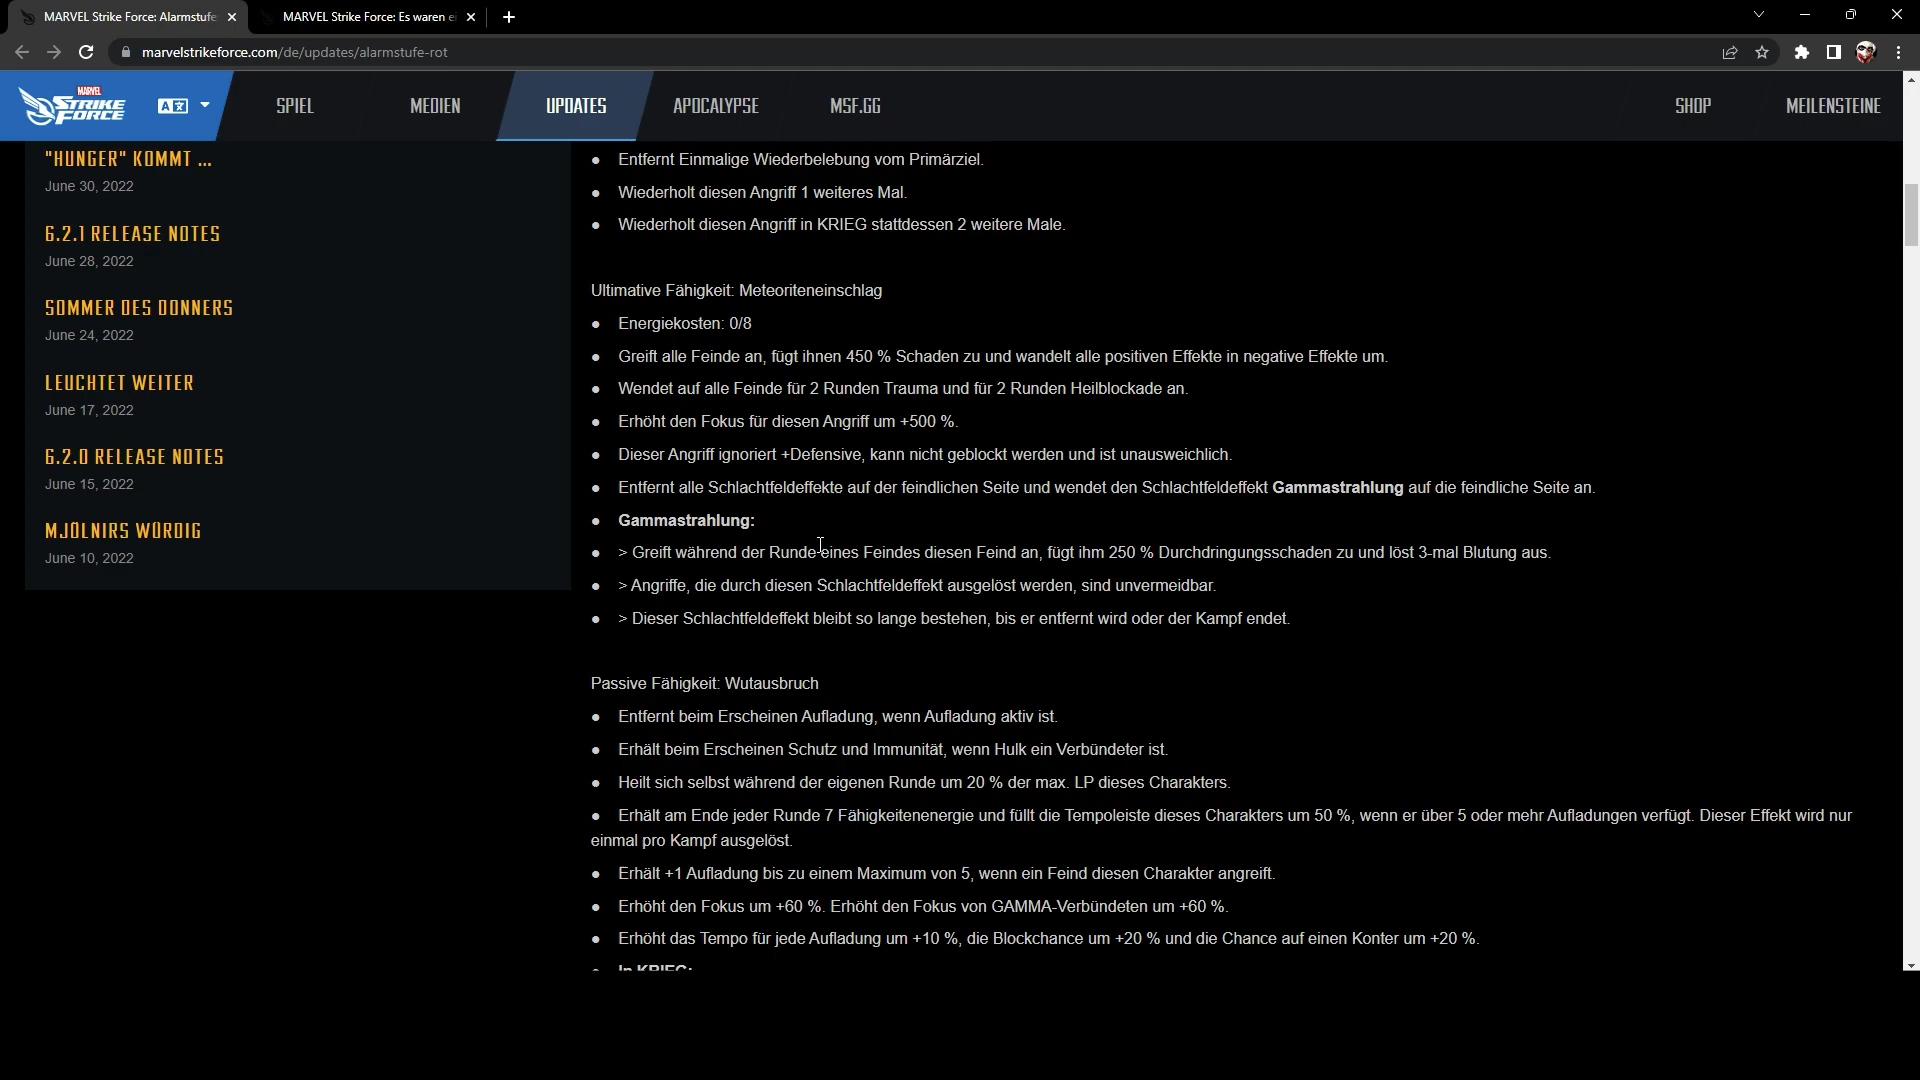 MARVEL Strike Force: Alarmstufe
MARVEL Strike Force: Es waren ei
marvelstrikeforce.com/de/updates/alarmstufe-rot
MARVEL
STRIKE
FORCE
SPIEL
MEDIEN
UPDATES
APOCALYPSE
MSF.GG
SHOP
MEILENSTEINE
"HUNGER" KOMMT ...
June 30, 2022
6.2.1 RELEASE NOTES
June 28, 2022
SOMMER DES DONNERS
June 24, 2022
LEUCHTET WEITER
June 17, 2022
6.2.0 RELEASE NOTES
June 15, 2022
MJÖLNIRS WÜRDIG
June 10, 2022
● Entfernt Einmalige Wiederbelebung vom Primärziel.
● Wiederholt diesen Angriff 1 weiteres Mal.
● Wiederholt diesen Angriff in KRIEG stattdessen 2 weitere Male.
Ultimative Fähigkeit: Meteoriteneinschlag
● Energiekosten: 0/8
● Greift alle Feinde an, fügt ihnen 450 % Schaden zu und wandelt alle positiven Effekte in negative Effekte um.
● Wendet auf alle Feinde für 2 Runden Trauma und für 2 Runden Heilblockade an.
● Erhöht den Fokus für diesen Angriff um +500 %.
● Dieser Angriff ignoriert +Defensive, kann nicht geblockt werden und ist unausweichlich.
● Entfernt alle Schlachtfeldeffekte auf der feindlichen Seite und wendet den Schlachtfeldeffekt Gammastrahlung auf die feindliche Seite an.
● Gammastrahlung:
● > Greift während der Runde eines Feindes diesen Feind an, fügt ihm 250 % Durchdringungsschaden zu und löst 3-mal Blutung aus.
● > Angriffe, die durch diesen Schlachtfeldeffekt ausgelöst werden, sind unvermeidbar.
● > Dieser Schlachtfeldeffekt bleibt so lange bestehen, bis er entfernt wird oder der Kampf endet.
Passive Fähigkeit: Wutausbruch
● Entfernt beim Erscheinen Aufladung, wenn Aufladung aktiv ist.
● Erhält beim Erscheinen Schutz und Immunität, wenn Hulk ein Verbündeter ist.
● Heilt sich selbst während der eigenen Runde um 20 % der max. LP dieses Charakters.
● Erhält am Ende jeder Runde 7 Fähigkeitenenergie und füllt die Tempoleiste dieses Charakters um 50 %, wenn er über 5 oder mehr Aufladungen verfügt. Dieser Effekt wird nur
einmal pro Kampf ausgelöst.
● Erhält +1 Aufladung bis zu einem Maximum von 5, wenn ein Feind diesen Charakter angreift.
● Erhöht den Fokus um +60 %. Erhöht den Fokus von GAMMA-Verbündeten um +60 %.
● Erhöht das Tempo für jede Aufladung um +10 %, die Blockchance um +20 % und die Chance auf einen Konter um +20 %.
● In KRIEG: